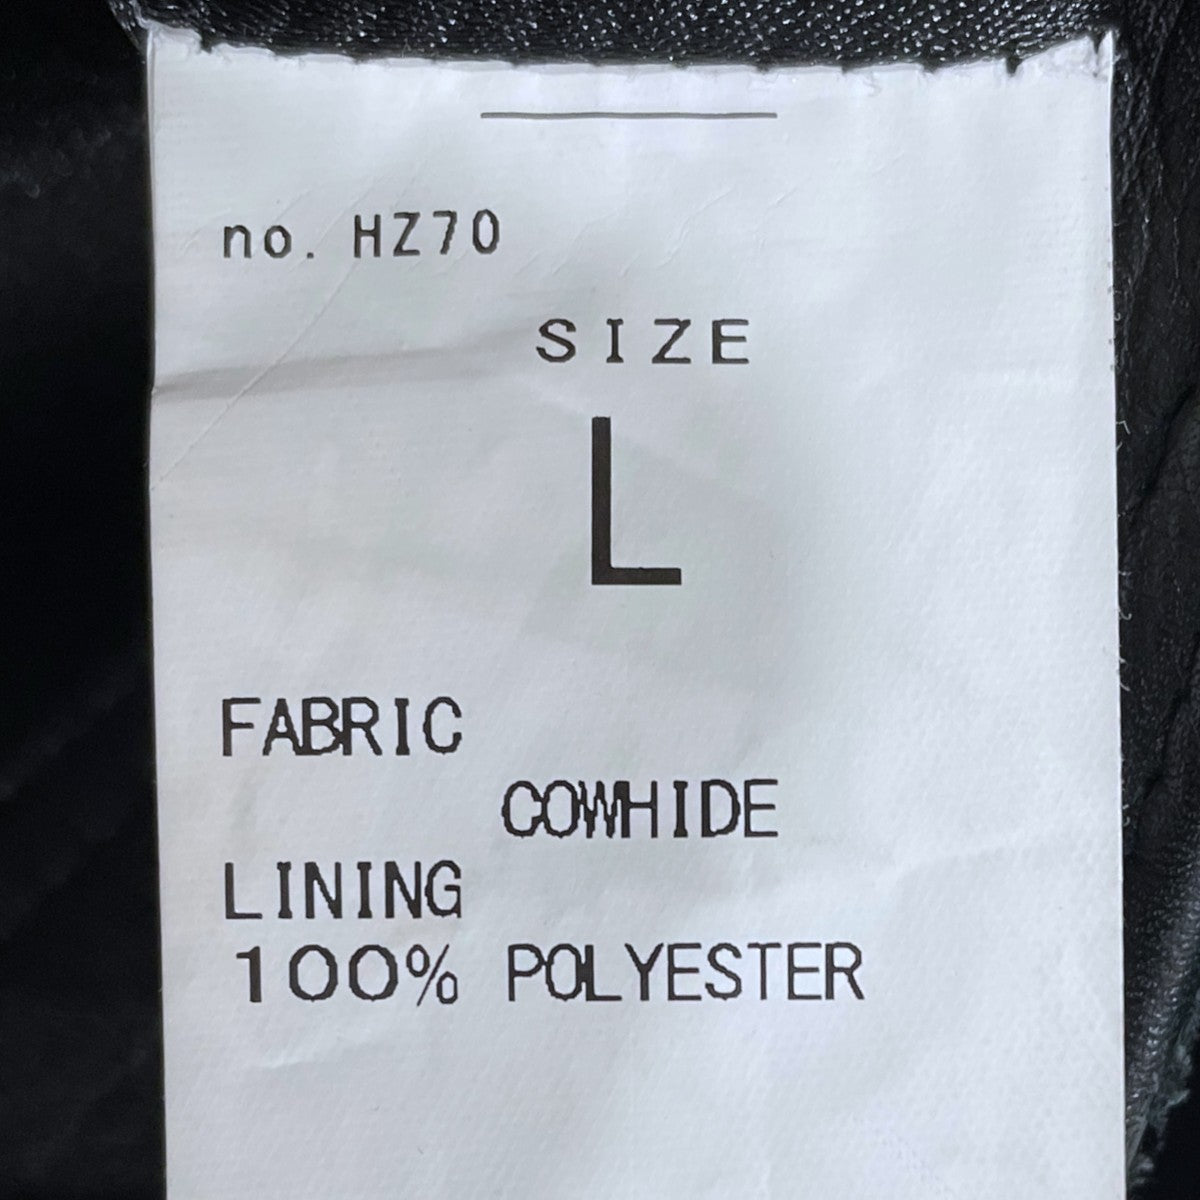 no. HZ70
SIZE
L
FABRIC
COWHIDE
LINING
100% POLYESTER